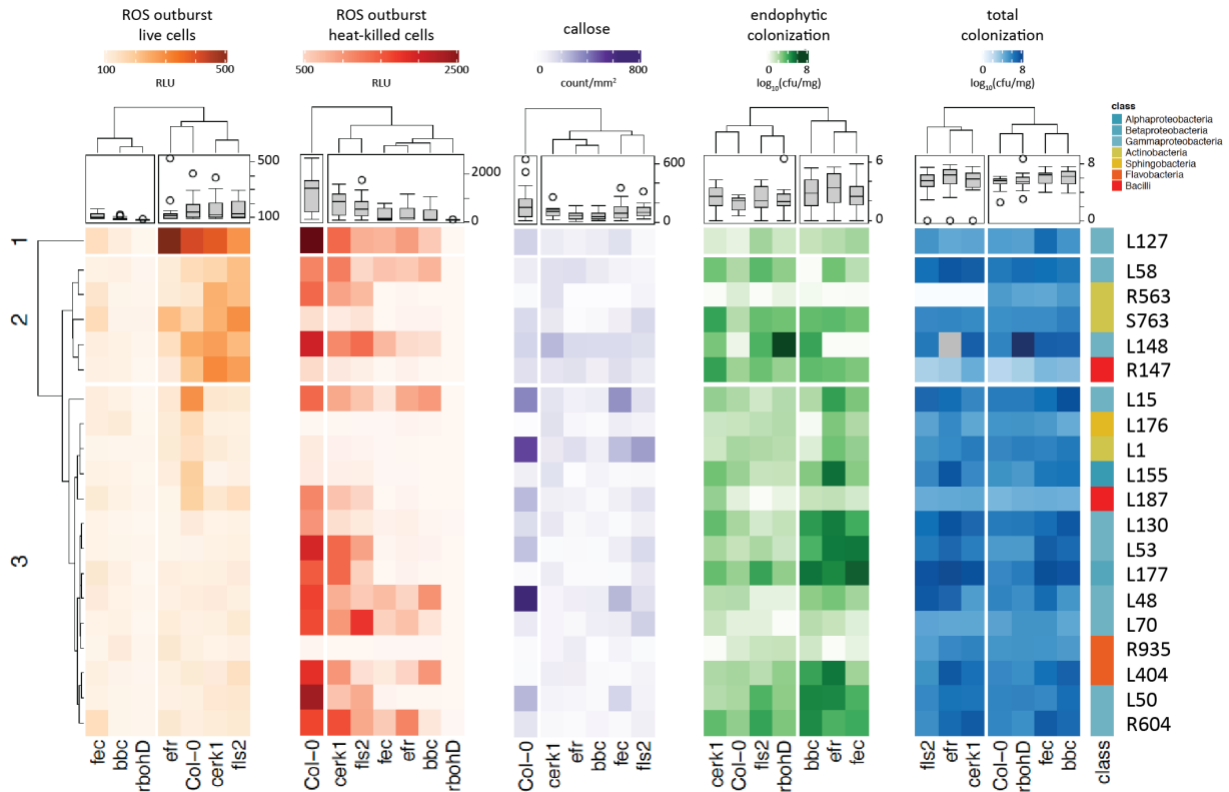 ROS outburst
live cells
100 500
RLU
ROS outburst
heat-killed cells
500 2500
RLU
callose
0 800
count/mm²
endophytic
colonization
0 8
log₁₀(cfu/mg)
total
colonization
0 8
log₁₀(cfu/mg)
class
Alphaproteobacteria
Betaproteobacteria
Gammaproteobacteria
Actinobacteria
Sphingobacteria
Flavobacteria
Bacilli
500
100
2000
0
600
0
6
0
8
0
1
2
3
L127
L58
R563
S763
L148
R147
L15
L176
L1
L155
L187
L130
L53
L177
L48
L70
R935
L404
L50
R604
fec bbc rbohD efr Col-0 cerk1 fls2
Col-0 cerk1 fls2 fec efr bbc rbohD
Col-0 cerk1 efr bbc fec fls2
cerk1 Col-0 fls2 rbohD bbc efr fec
fls2 efr cerk1 Col-0 rbohD fec bbc
class